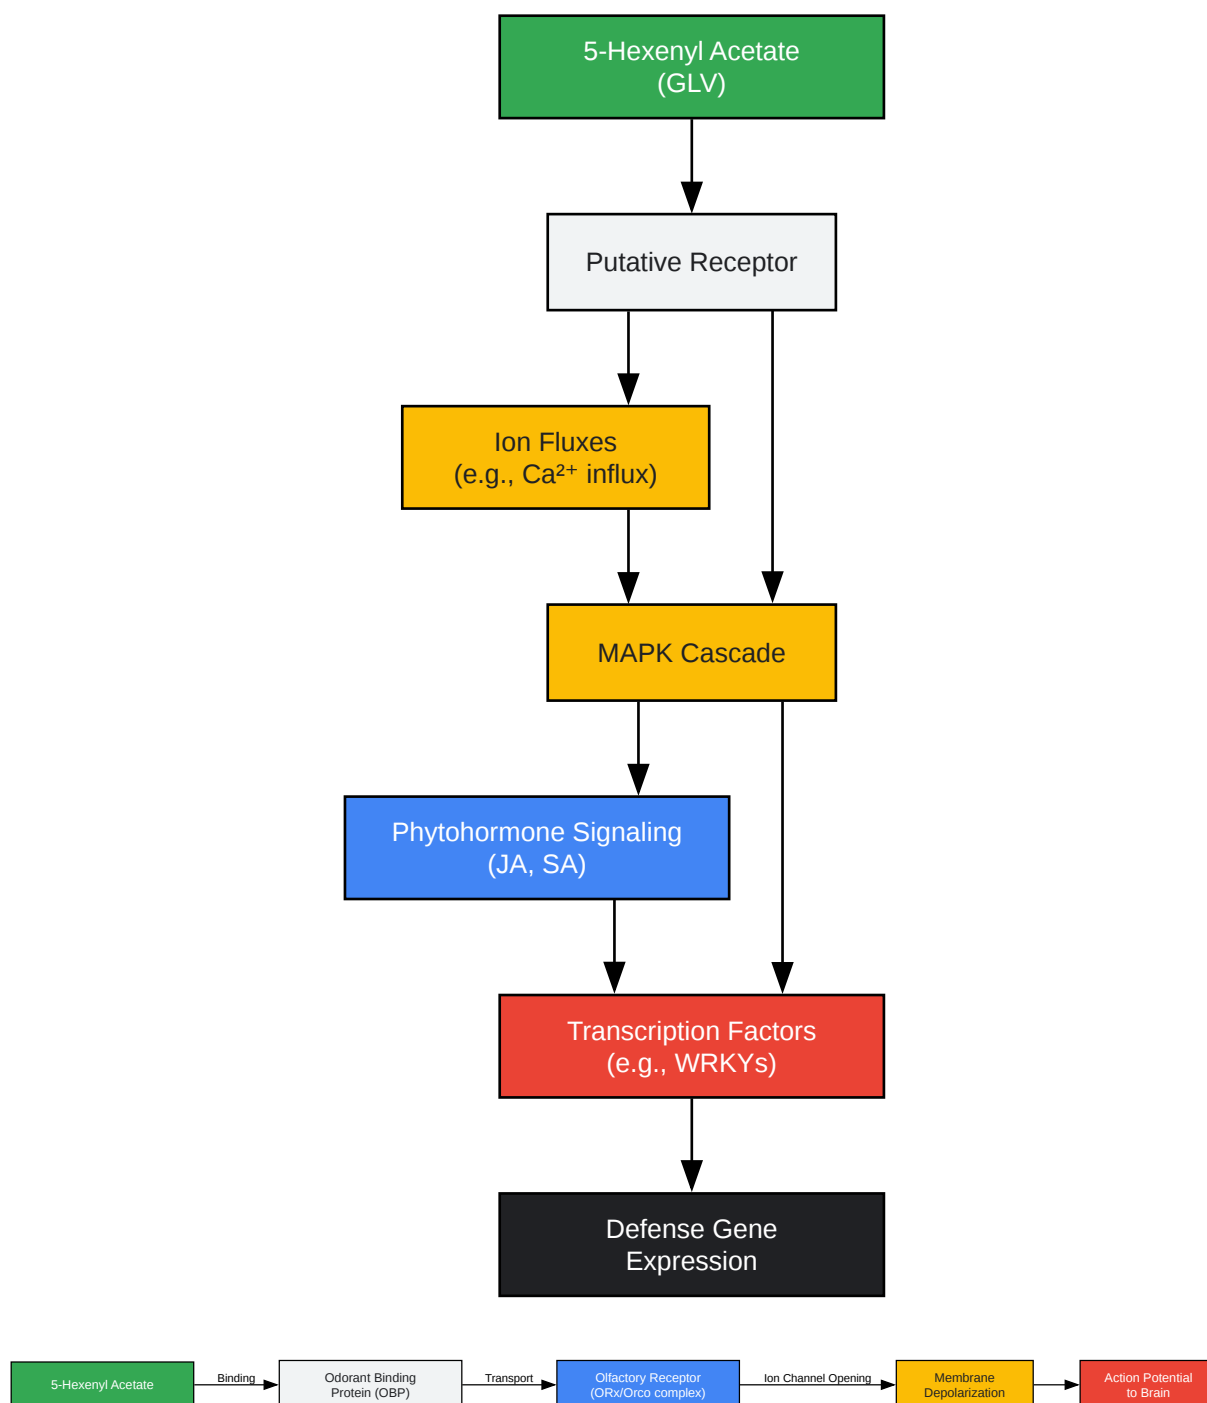 5-Hexenyl Acetate
(GLV)
Putative Receptor
Ion Fluxes
(e.g., Ca²⁺ influx)
MAPK Cascade
Phytohormone Signaling
(JA, SA)
Transcription Factors
(e.g., WRKYs)
Defense Gene
Expression
5-Hexenyl Acetate
Binding
Odorant Binding
Protein (OBP)
Transport
Olfactory Receptor
(ORx/Orco complex)
Ion Channel Opening
Membrane
Depolarization
Action Potential
to Brain